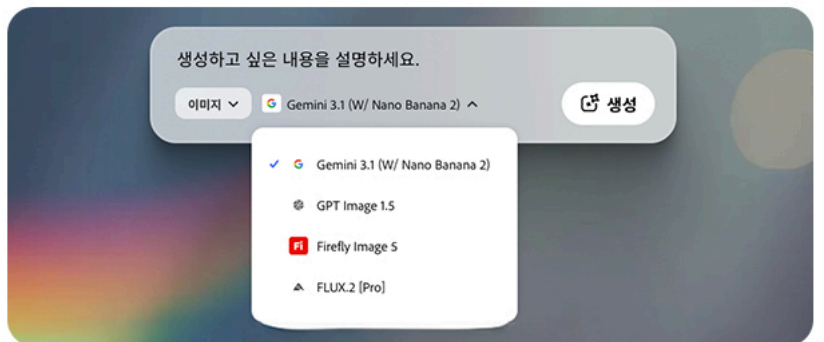 생성하고 싶은 내용을 설명하세요.
이미지 Gemini 3.1 (W/ Nano Banana 2) 생성
Gemini 3.1 (W/ Nano Banana 2)
GPT Image 1.5
Fi Firefly Image 5
FLUX.2 [Pro]